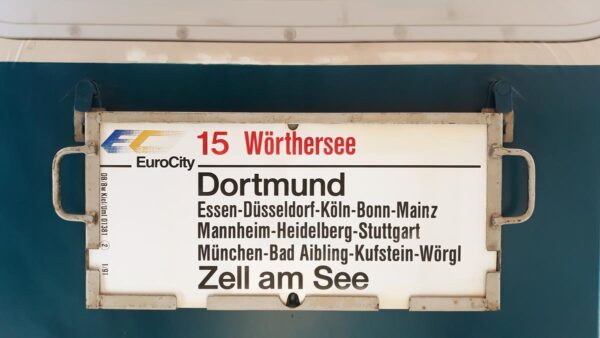 15 Wörthersee
EC
EuroCity
Dortmund
Essen-Düsseldorf-Köln-Bonn-Mainz
Mannheim-Heidelberg-Stuttgart
München-Bad Aibling-Kufstein-Wörgl
Zell am See